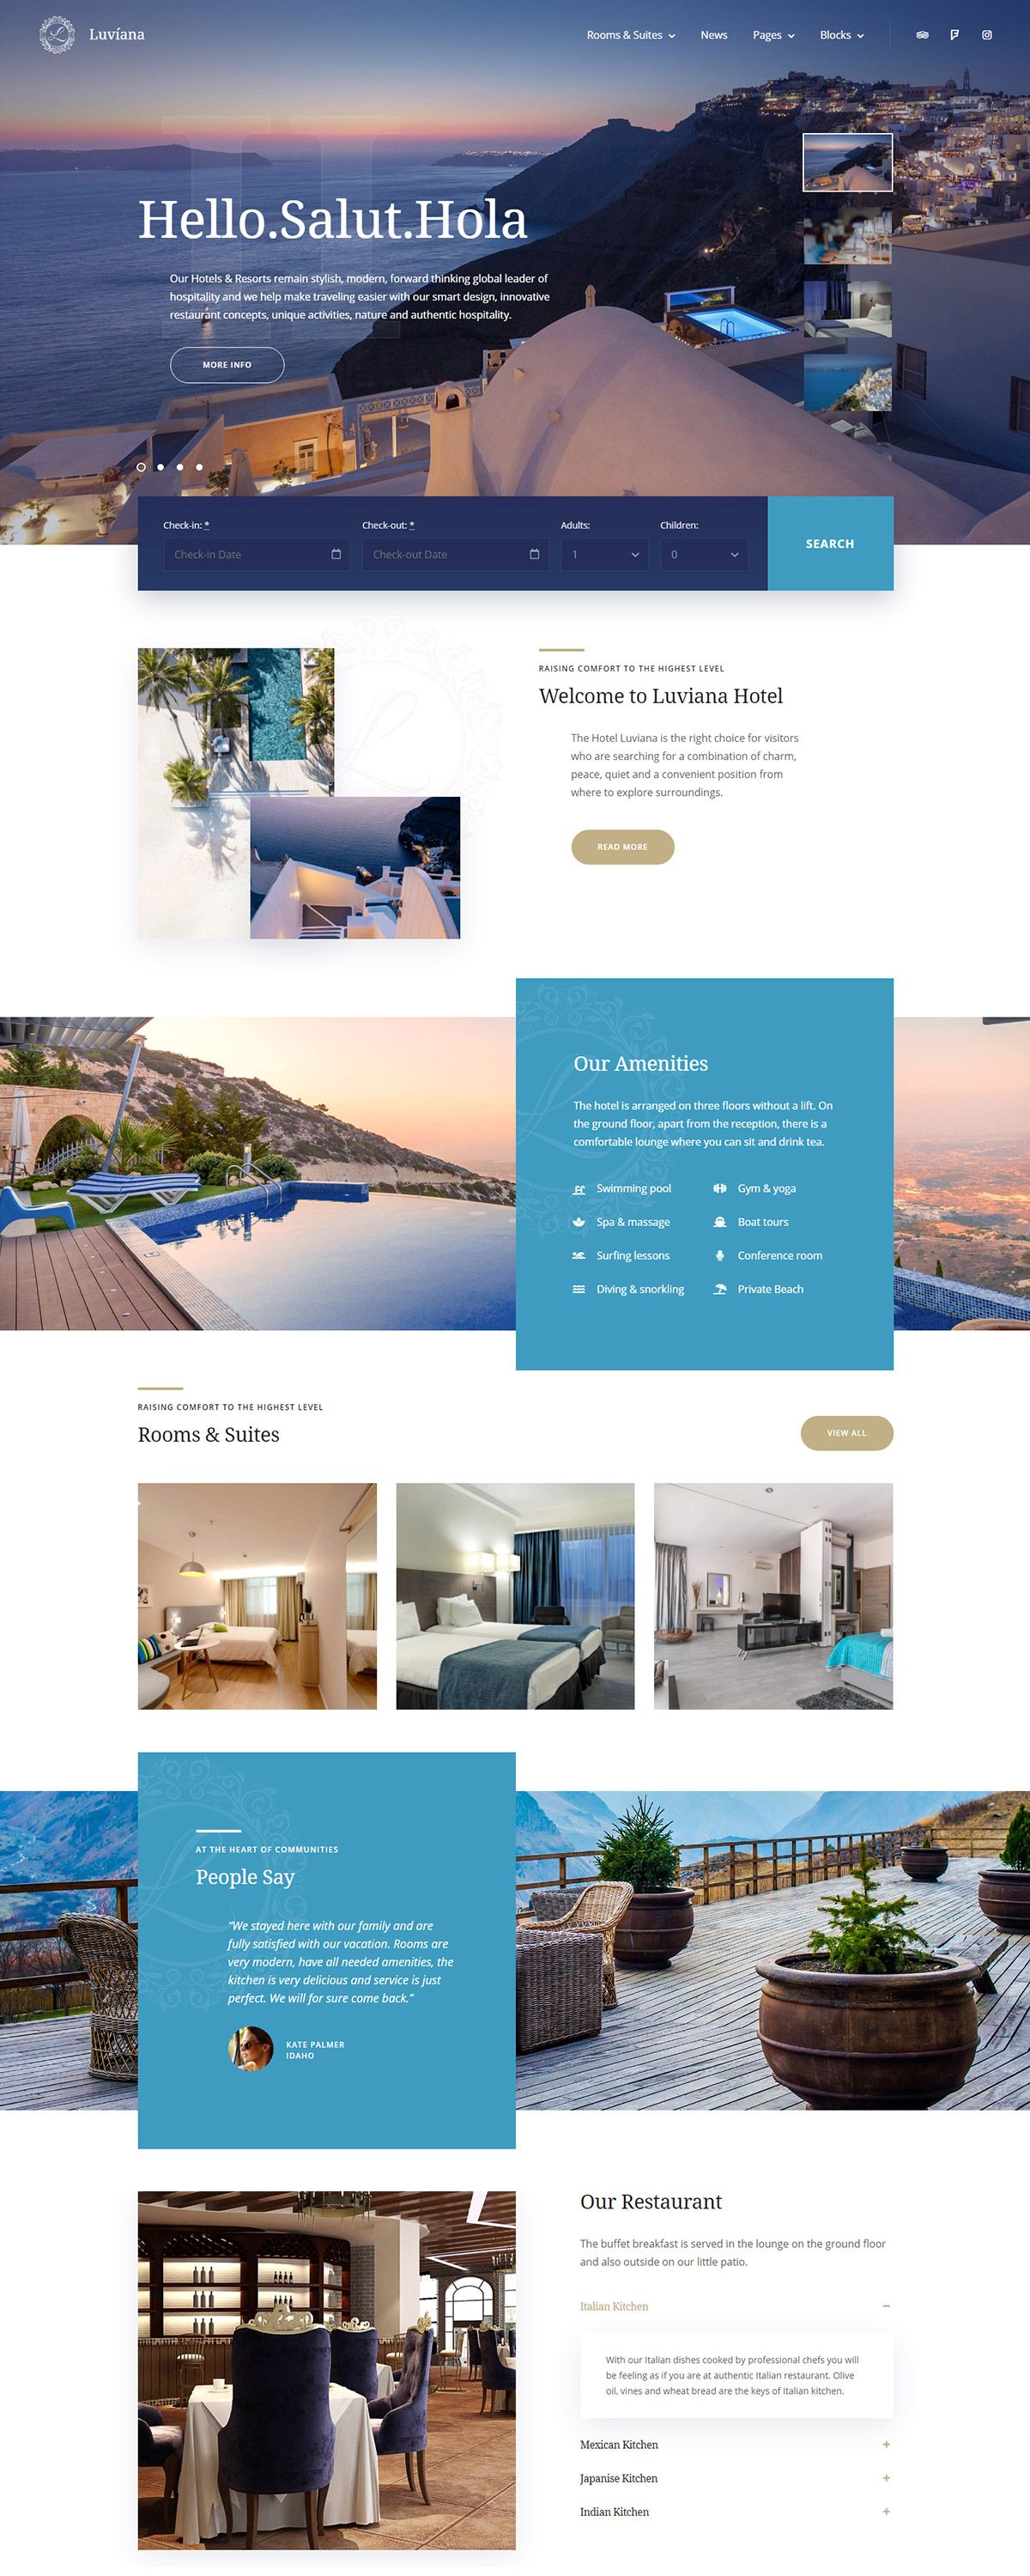 Luviana
Rooms & Suites
News
Pages
Blocks
Hello.Salut.Hola
Our Hotels & Resorts remain stylish, modern, forward thinking global leader of
hospitality and we help make traveling easier with our smart design, innovative
restaurant concepts, unique activities, nature and authentic hospitality.
MORE INFO
Check-in: *
Check-out: *
Adults:
Children:
Check-in Date
Check-out Date
1
0
SEARCH
RAISING COMFORT TO THE HIGHEST LEVEL
Welcome to Luviana Hotel
The Hotel Luviana is the right choice for visitors
who are searching for a combination of charm,
peace, quiet and a convenient position from
where to explore surroundings.
READ MORE
Our Amenities
The hotel is arranged on three floors without a lift. On
the ground floor, apart from the reception, there is a
comfortable lounge where you can sit and drink tea.
Swimming pool
Gym & yoga
Spa & massage
Boat tours
Surfing lessons
Conference room
Diving & snorkling
Private Beach
RAISING COMFORT TO THE HIGHEST LEVEL
Rooms & Suites
VIEW ALL
AT THE HEART OF COMMUNITIES
People Say
“We stayed here with our family and are
fully satisfied with our vacation. Rooms are
very modern, have all needed amenities, the
kitchen is very delicious and service is just
perfect. We will for sure come back.”
KATE PALMER
IDAHO
Our Restaurant
The buffet breakfast is served in the lounge on the ground floor
and also outside on our little patio.
Italian Kitchen
With our Italian dishes cooked by professional chefs you will
be feeling as if you are at authentic Italian restaurant. Olive
oil, vines and wheat bread are the keys of Italian kitchen.
Mexican Kitchen
Japanise Kitchen
Indian Kitchen